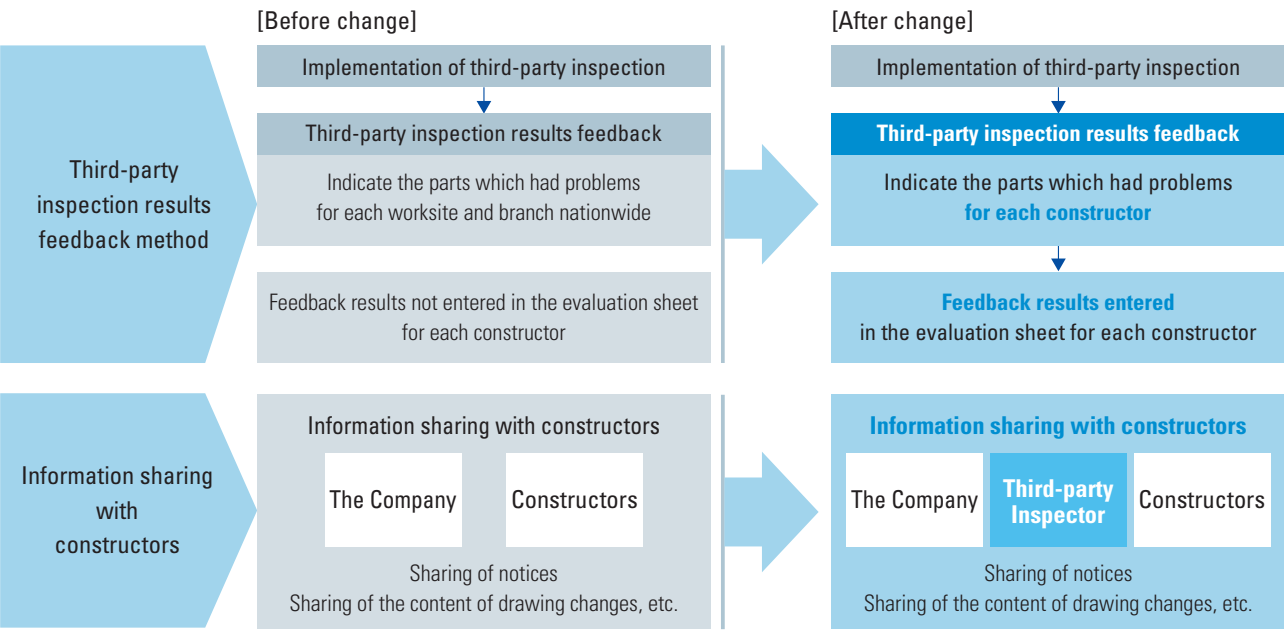 [Before change]
[After change]
Third-party
inspection results
feedback method
Implementation of third-party inspection
Third-party inspection results feedback
Indicate the parts which had problems
for each worksite and branch nationwide
Feedback results not entered in the evaluation sheet
for each constructor
Implementation of third-party inspection
Third-party inspection results feedback
Indicate the parts which had problems
for each constructor
Feedback results entered
in the evaluation sheet for each constructor
Information sharing
with
constructors
Information sharing with constructors
The Company
Constructors
Sharing of notices
Sharing of the content of drawing changes, etc.
Information sharing with constructors
The Company
Third-party
Inspector
Constructors
Sharing of notices
Sharing of the content of drawing changes, etc.